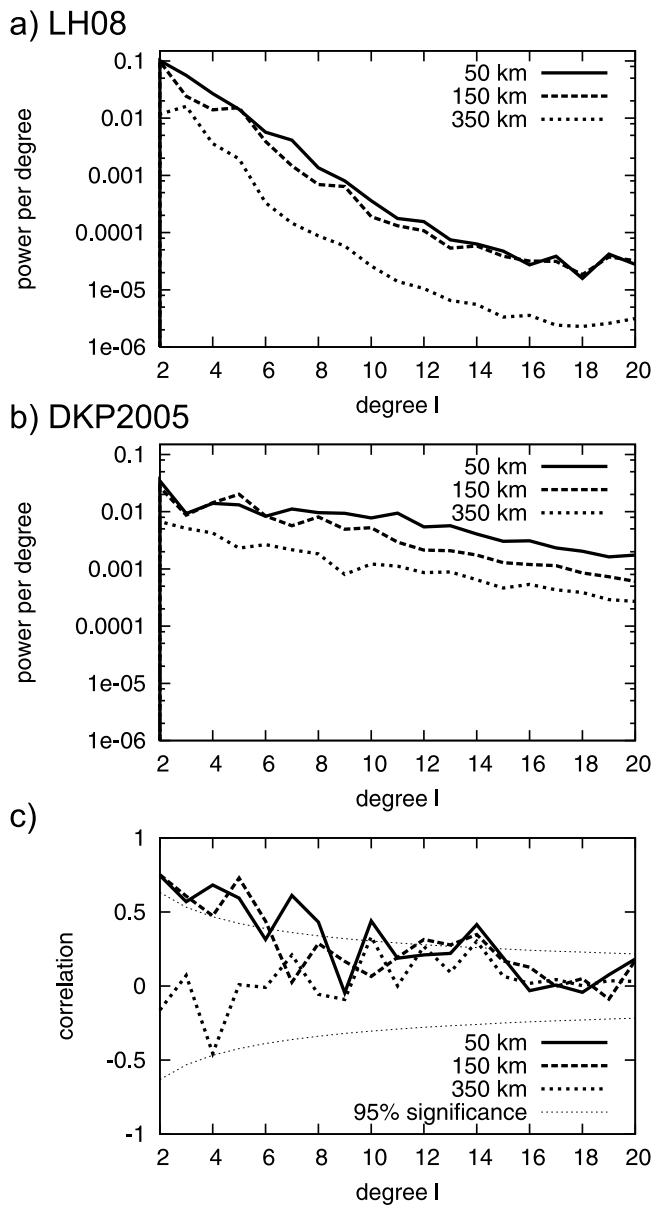 a) LH08
0.1
0.01
0.001
0.0001
1e-05
1e-06
power per degree
50 km
150 km
350 km
2 4 6 8 10 12 14 16 18 20
degree l
b) DKP2005
0.1
0.01
0.001
0.0001
1e-05
1e-06
power per degree
50 km
150 km
350 km
2 4 6 8 10 12 14 16 18 20
degree l
c)
1
0.5
0
-0.5
-1
correlation
50 km
150 km
350 km
95% significance
2 4 6 8 10 12 14 16 18 20
degree l